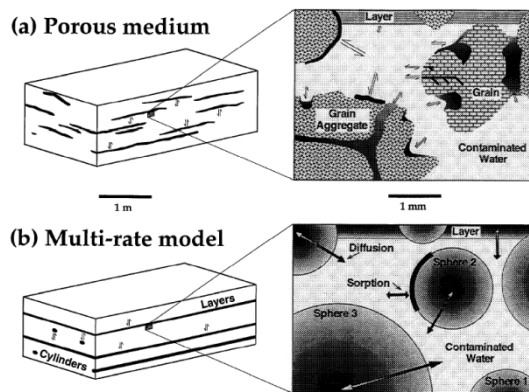 (a) Porous medium
Layer
Grain
Grain
Aggregate
Contaminated
Water
1 m
1 mm
(b) Multi-rate model
Layer
Diffusion
Sphere 2
Layers
Sorption
Sphere 3
Contaminated
Water
Cylinders
Sphere